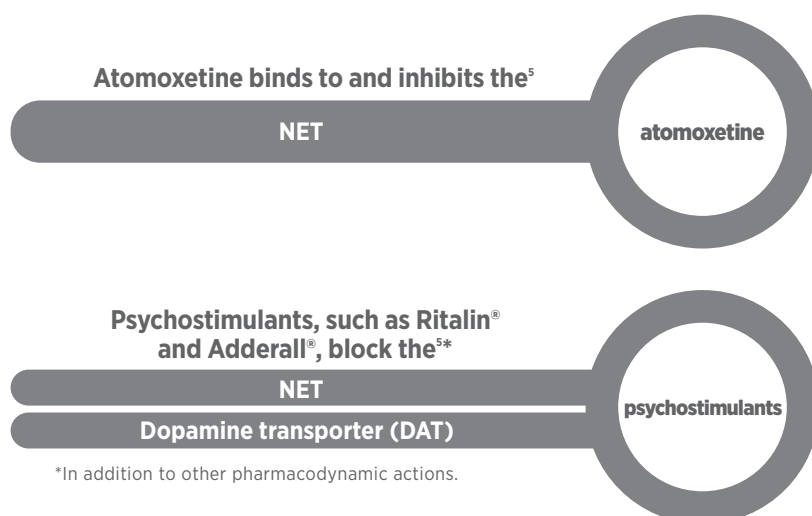 Atomoxetine binds to and inhibits the⁵
NET
atomoxetine
Psychostimulants, such as Ritalin®
and Adderall®, block the⁵*
NET
Dopamine transporter (DAT)
psychostimulants
*In addition to other pharmacodynamic actions.